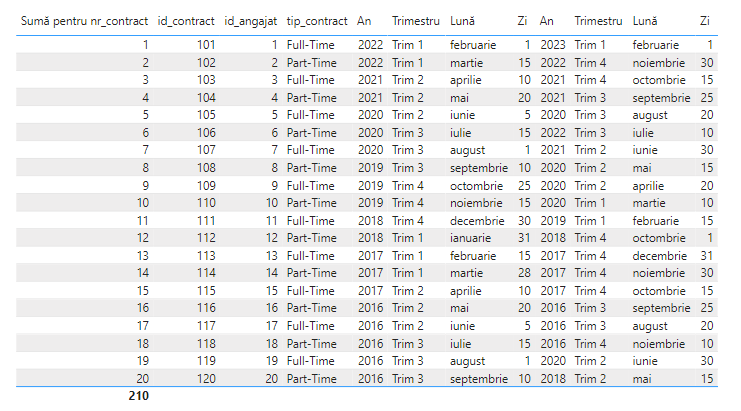 Sumă pentru nr_contract id_contract id_angajat tip_contract An Trimestru Lună Zi An Trimestru Lună Zi
1 101 1 Full-Time 2022 Trim 1 februarie 1 2023 Trim 1 februarie 1
2 102 2 Part-Time 2022 Trim 1 martie 15 2022 Trim 4 noiembrie 30
3 103 3 Full-Time 2021 Trim 2 aprilie 10 2021 Trim 4 octombrie 15
4 104 4 Part-Time 2021 Trim 2 mai 20 2021 Trim 3 septembrie 25
5 105 5 Full-Time 2020 Trim 2 iunie 5 2020 Trim 3 august 20
6 106 6 Part-Time 2020 Trim 3 iulie 15 2022 Trim 3 iulie 10
7 107 7 Full-Time 2020 Trim 3 august 1 2021 Trim 2 iunie 30
8 108 8 Part-Time 2019 Trim 3 septembrie 10 2020 Trim 2 mai 15
9 109 9 Full-Time 2019 Trim 4 octombrie 25 2020 Trim 2 aprilie 20
10 110 10 Part-Time 2019 Trim 4 noiembrie 15 2020 Trim 1 martie 10
11 111 11 Full-Time 2018 Trim 4 decembrie 30 2019 Trim 1 februarie 15
12 112 12 Part-Time 2018 Trim 1 ianuarie 31 2018 Trim 4 octombrie 1
13 113 13 Full-Time 2017 Trim 1 februarie 15 2017 Trim 4 decembrie 31
14 114 14 Part-Time 2017 Trim 1 martie 28 2017 Trim 4 noiembrie 30
15 115 15 Full-Time 2017 Trim 2 aprilie 10 2017 Trim 4 octombrie 15
16 116 16 Part-Time 2016 Trim 2 mai 20 2016 Trim 3 septembrie 25
17 117 17 Full-Time 2016 Trim 2 iunie 5 2016 Trim 3 august 20
18 118 18 Part-Time 2016 Trim 3 iulie 15 2016 Trim 4 noiembrie 10
19 119 19 Full-Time 2016 Trim 3 august 1 2020 Trim 2 iunie 30
20 120 20 Part-Time 2016 Trim 3 septembrie 10 2018 Trim 2 mai 15
210